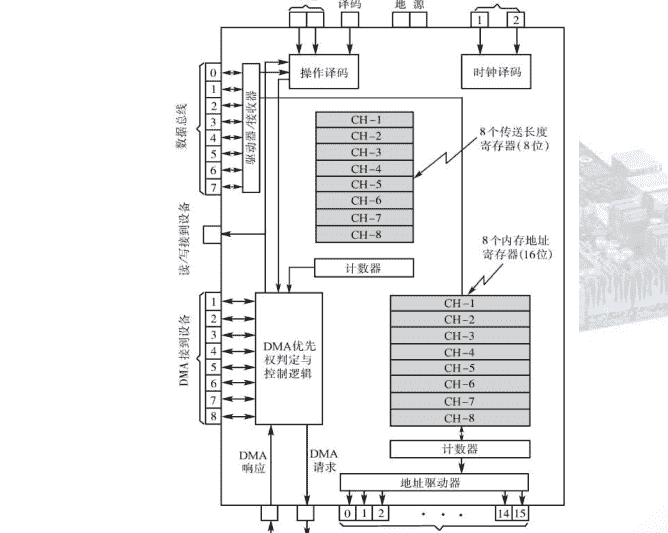 译码
地 源
1
2
操作译码
时钟译码
数据总线
0
1
2
3
4
5
6
7
驱动器/接收器
CH-1
CH-2
CH-3
CH-4
CH-5
CH-6
CH-7
CH-8
8个传送长度
寄存器(8位)
读/写接到设备
计数器
8个内存地址
寄存器(16位)
DMA接到设备
1
2
3
4
5
6
7
8
DMA优先
权判定与
控制逻辑
CH-1
CH-2
CH-3
CH-4
CH-5
CH-6
CH-7
CH-8
计数器
DMA
响应
DMA
请求
地址驱动器
0
1
2
· · ·
14
15